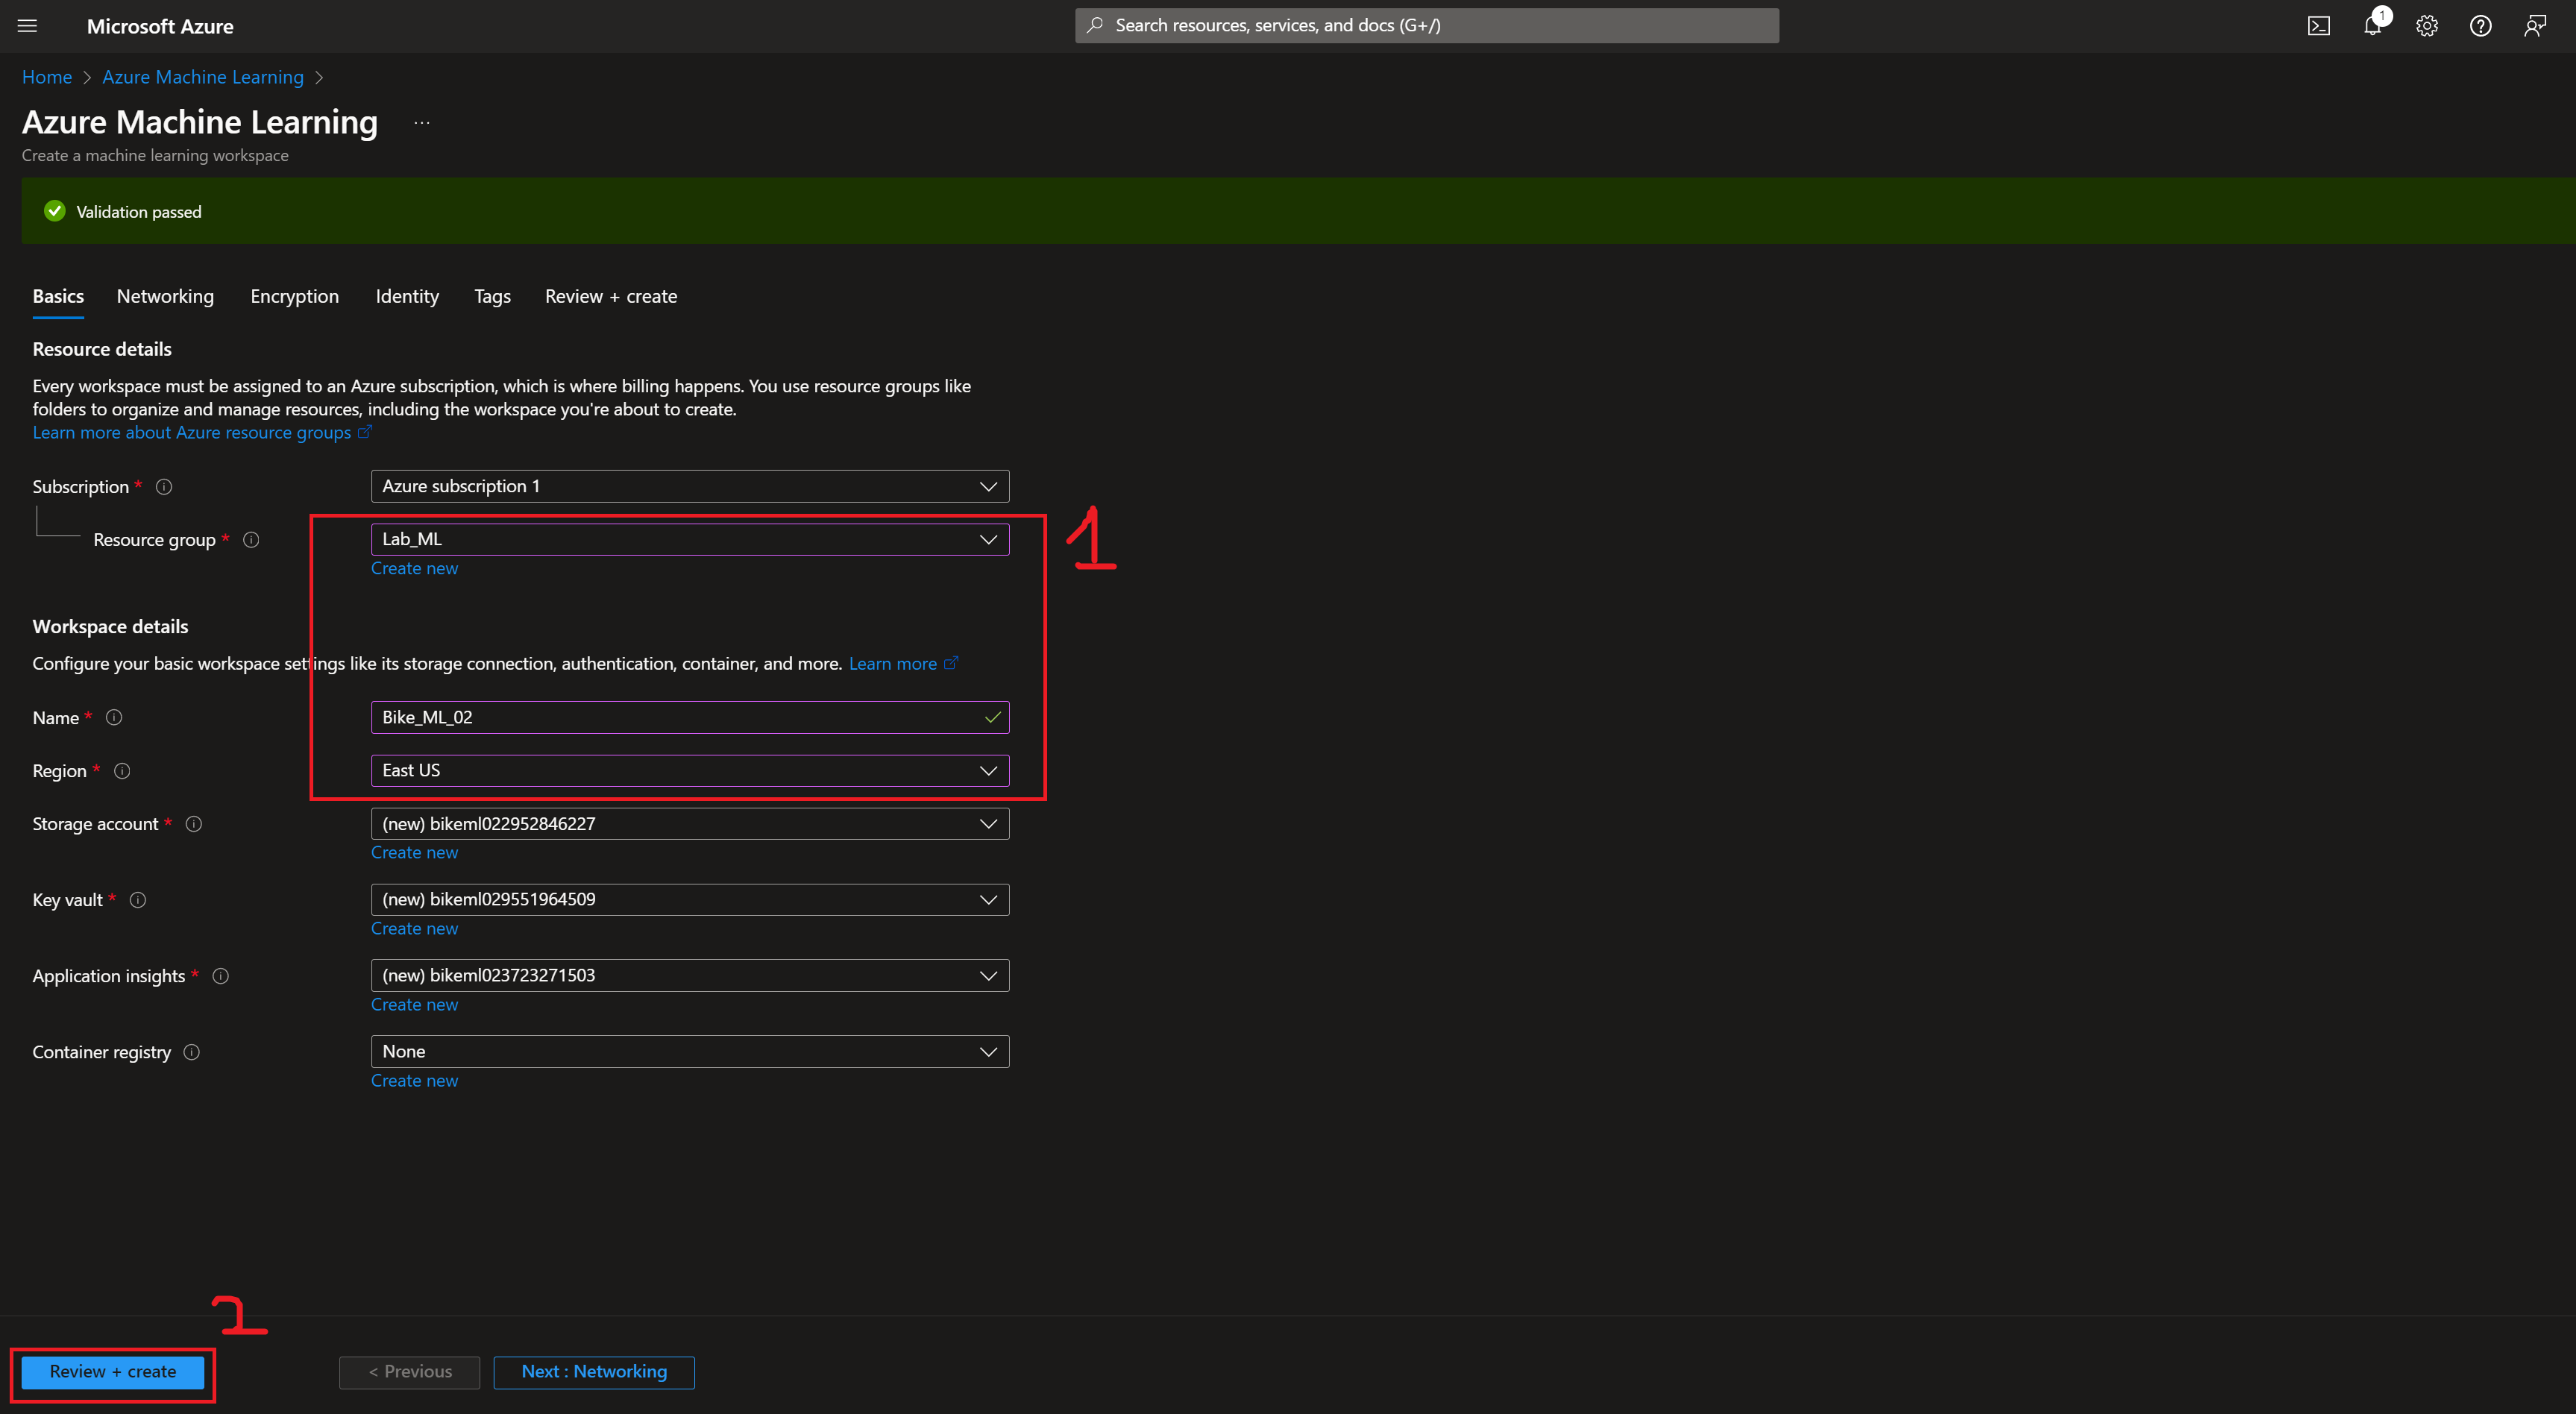 Microsoft Azure
Search resources, services, and docs (G+/)
1
Home > Azure Machine Learning >
Azure Machine Learning ...
Create a machine learning workspace
Validation passed
Basics Networking Encryption Identity Tags Review + create
Resource details
Every workspace must be assigned to an Azure subscription, which is where billing happens. You use resource groups like
folders to organize and manage resources, including the workspace you're about to create.
Learn more about Azure resource groups
Subscription * Azure subscription 1
Resource group * Lab_ML
1
Create new
Workspace details
Configure your basic workspace settings like its storage connection, authentication, container, and more. Learn more
Name * Bike_ML_02
Region * East US
Storage account * (new) bikeml022952846227
Create new
Key vault * (new) bikeml029551964509
Create new
Application insights * (new) bikeml023723271503
Create new
Container registry None
Create new
2
Review + create < Previous Next : Networking